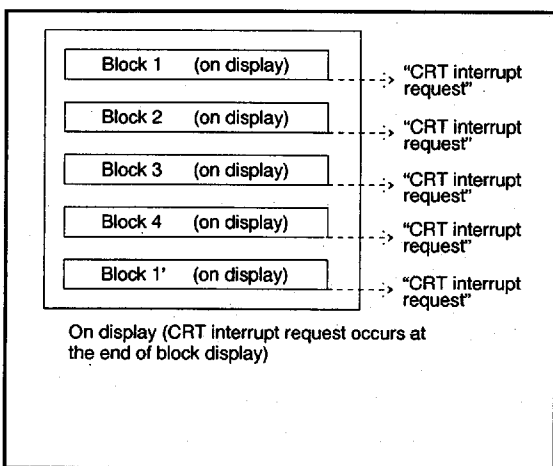 Block 1 (on display)
"CRT interrupt
request"
Block 2 (on display)
"CRT interrupt
request"
Block 3 (on display)
"CRT interrupt
request"
Block 4 (on display)
"CRT interrupt
request"
Block 1' (on display)
"CRT interrupt
request"
On display (CRT interrupt request occurs at
the end of block display)